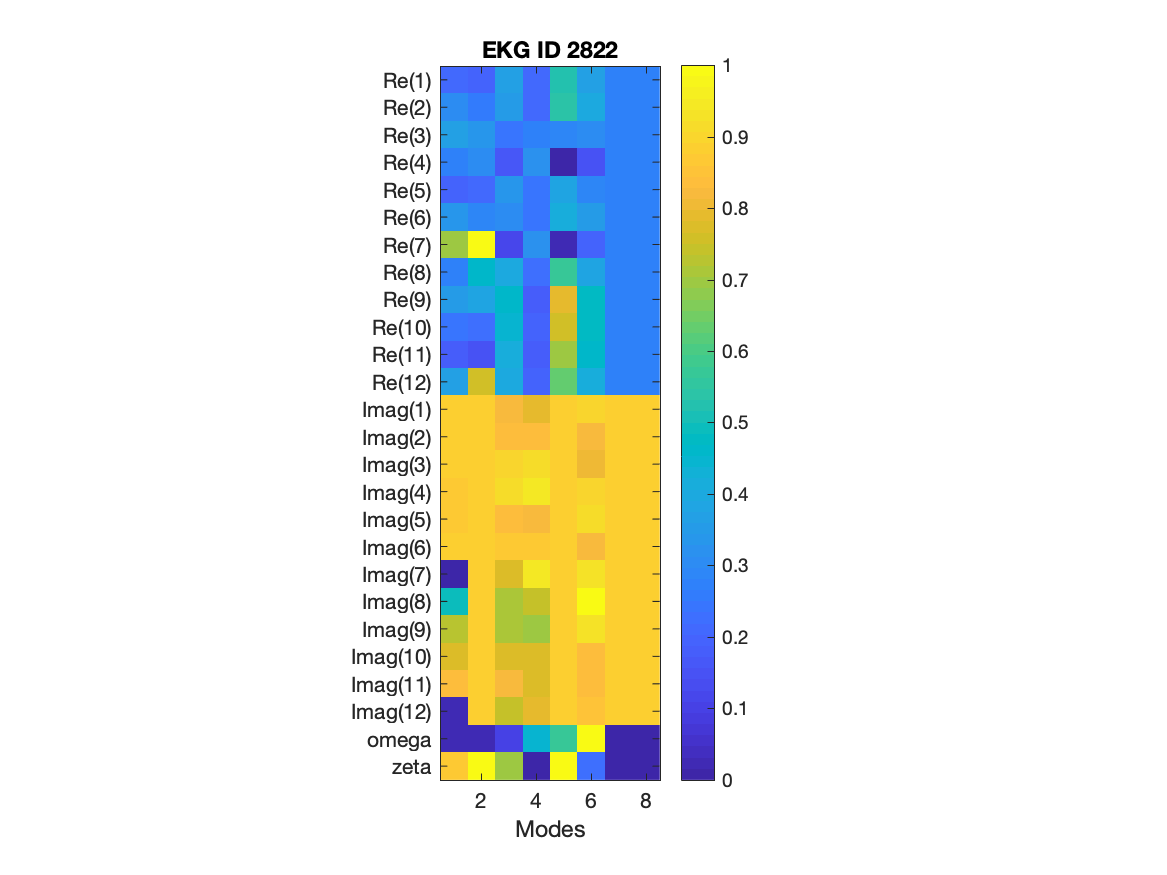 EKG ID 2822
Re(1)
Re(2)
Re(3)
Re(4)
Re(5)
Re(6)
Re(7)
Re(8)
Re(9)
Re(10)
Re(11)
Re(12)
Imag(1)
Imag(2)
Imag(3)
Imag(4)
Imag(5)
Imag(6)
Imag(7)
Imag(8)
Imag(9)
Imag(10)
Imag(11)
Imag(12)
omega
zeta
2 4 6 8
Modes
1
0.9
0.8
0.7
0.6
0.5
0.4
0.3
0.2
0.1
0